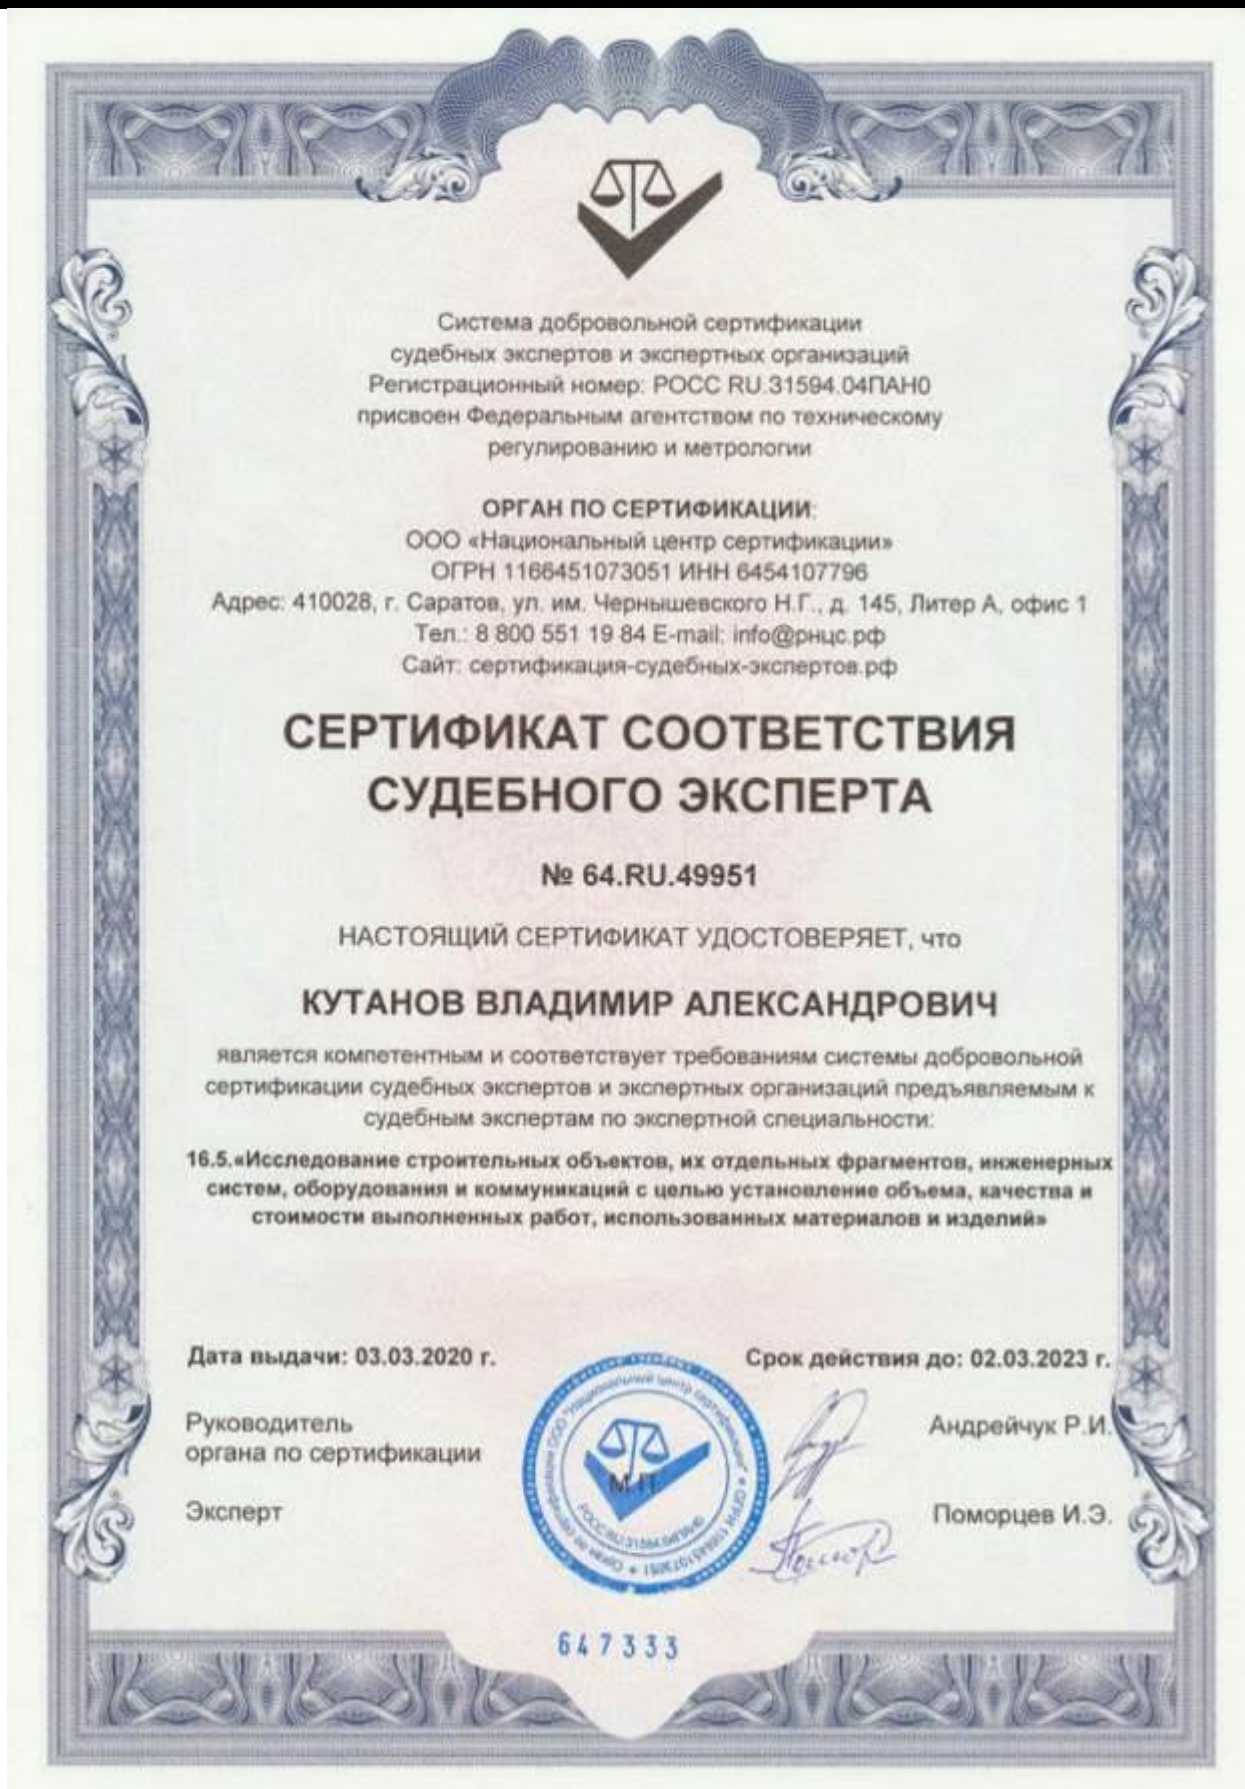 Система добровольной сертификации
судебных экспертов и экспертных организаций
Регистрационный номер: РОСС RU.31594.04ПАН0
присвоен Федеральным агентством по техническому
регулированию и метрологии
ОРГАН ПО СЕРТИФИКАЦИИ:
ООО «Национальный центр сертификации»
ОГРН 1166451073051 ИНН 6454107796
Адрес: 410028, г. Саратов, ул. им. Чернышевского Н.Г., д. 145, Литер А, офис 1
Тел.: 8 800 551 19 84 E-mail: info@рнцс.рф
Сайт: сертификация-судебных-экспертов.рф
СЕРТИФИКАТ СООТВЕТСТВИЯ
СУДЕБНОГО ЭКСПЕРТА
№ 64.RU.49951
НАСТОЯЩИЙ СЕРТИФИКАТ УДОСТОВЕРЯЕТ, что
КУТАНОВ ВЛАДИМИР АЛЕКСАНДРОВИЧ
является компетентным и соответствует требованиям системы добровольной
сертификации судебных экспертов и экспертных организаций предъявляемым к
судебным экспертам по экспертной специальности:
16.5.«Исследование строительных объектов, их отдельных фрагментов, инженерных
систем, оборудования и коммуникаций с целью установление объема, качества и
стоимости выполненных работ, использованных материалов и изделий»
Дата выдачи: 03.03.2020 г.
Срок действия до: 02.03.2023 г.
Руководитель
органа по сертификации
Андрейчук Р.И.
М.П.
Эксперт
Поморцев И.Э.
647333